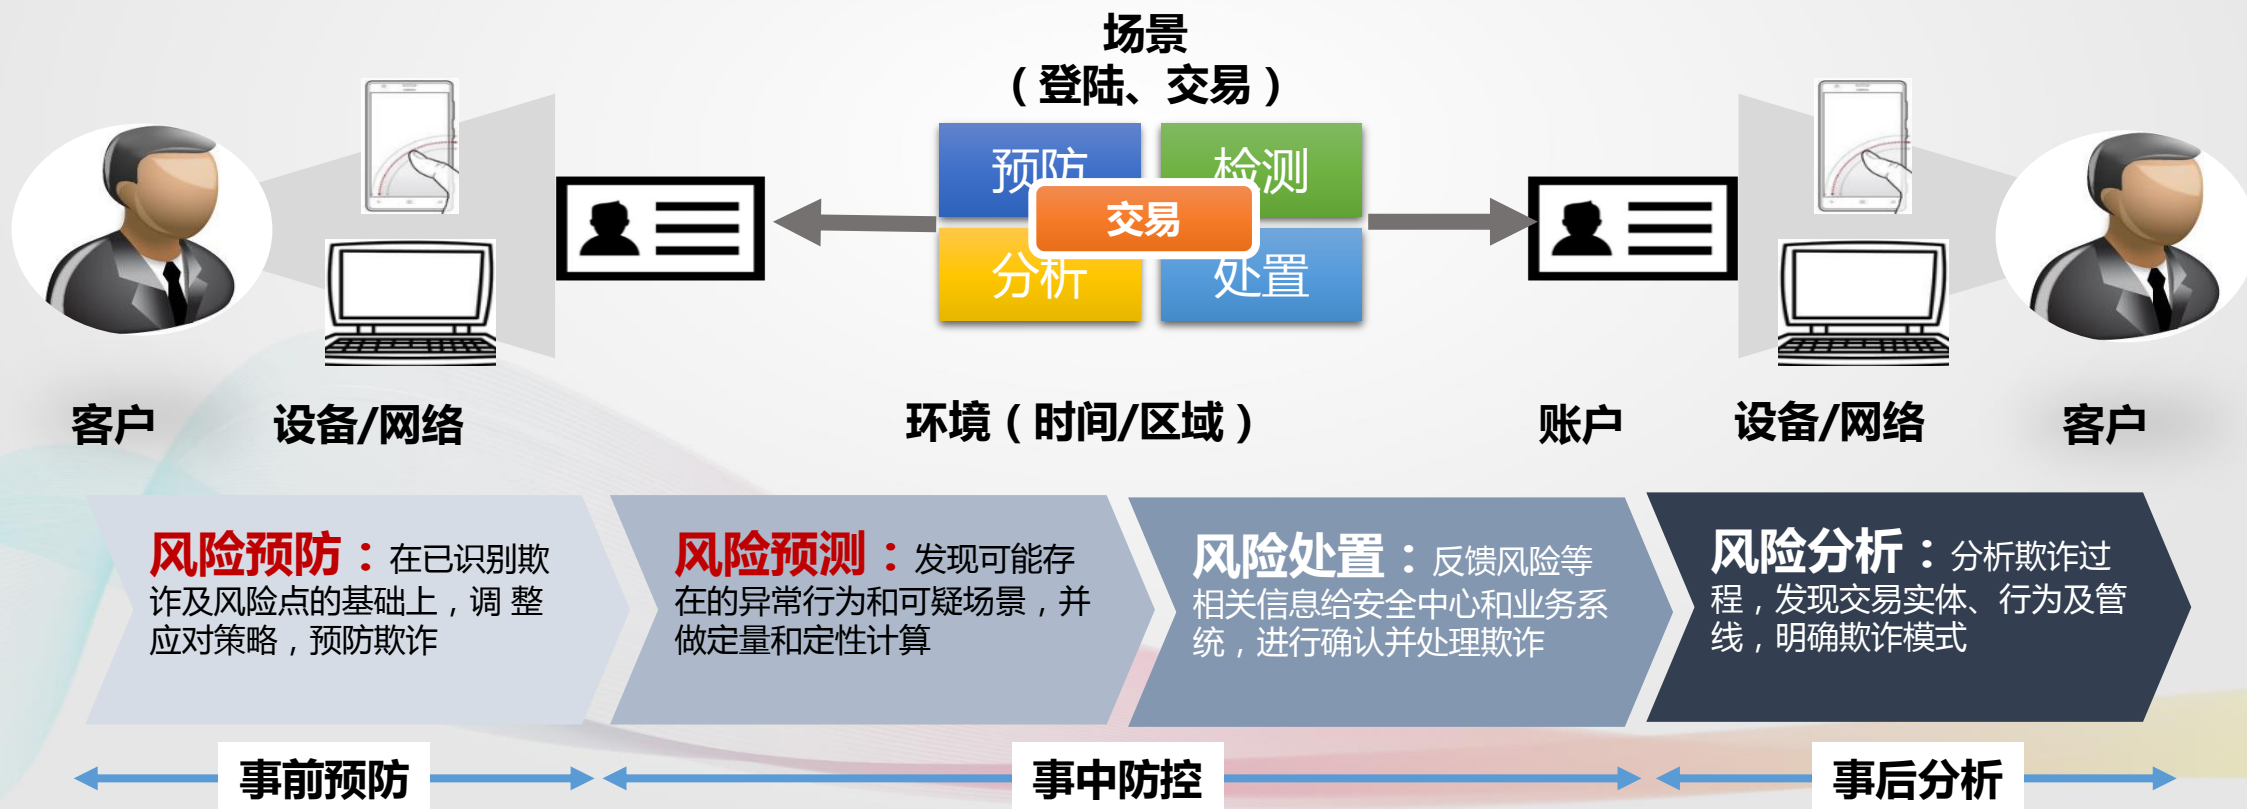 场景
（登陆、交易）
预防
检测
交易
分析
处置
客户
设备/网络
环境（时间/区域）
账户
设备/网络
客户
风险预防：在已识别欺
诈及风险点的基础上，调 整
应对策略，预防欺诈
风险预测：发现可能存
在的异常行为和可疑场景，并
做定量和定性计算
风险处置：反馈风险等
相关信息给安全中心和业务系
统，进行确认并处理欺诈
风险分析：分析欺诈过
程，发现交易实体、行为及管
线，明确欺诈模式
事前预防
事中防控
事后分析